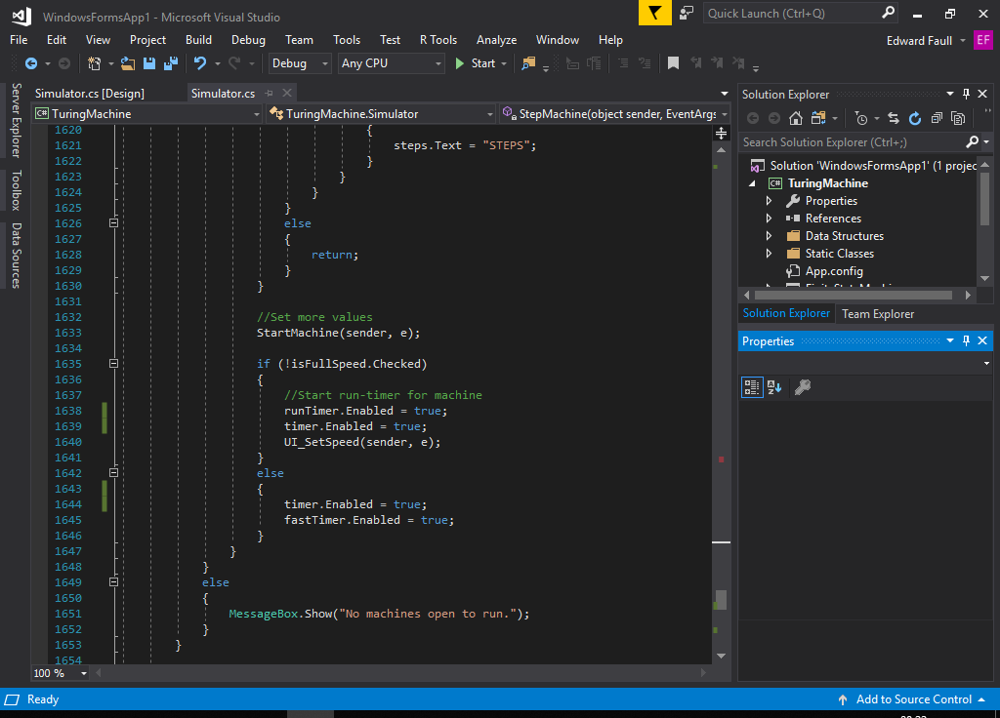 WindowsFormsApp1 - Microsoft Visual Studio
Quick Launch (Ctrl+Q)
File Edit View Project Build Debug Team Tools Test R Tools Analyze Window Help
Edward Faull EF
Debug Any CPU Start
Server Explorer
Toolbox
Data Sources
Simulator.cs [Design] Simulator.cs
C# TuringMachine TuringMachine.Simulator StepMachine(object sender, EventArgs
1620 {
1621 steps.Text = "STEPS";
1622 }
1623 }
1624 }
1625 }
1626 else
1627 {
1628 return;
1629 }
1630 }
1631
1632 //Set more values
1633 StartMachine(sender, e);
1634
1635 if (!isFullSpeed.Checked)
1636 {
1637 //Start run-timer for machine
1638 runTimer.Enabled = true;
1639 timer.Enabled = true;
1640 UI_SetSpeed(sender, e);
1641 }
1642 else
1643 {
1644 timer.Enabled = true;
1645 fastTimer.Enabled = true;
1646 }
1647 }
1648 }
1649 else
1650 {
1651 MessageBox.Show("No machines open to run.");
1652 }
1653 }
1654
100 %
Solution Explorer
Search Solution Explorer (Ctrl+;)
Solution 'WindowsFormsApp1' (1 projec
C# TuringMachine
Properties
References
Data Structures
Static Classes
App.config
Solution Explorer Team Explorer
Properties
Ready
Add to Source Control